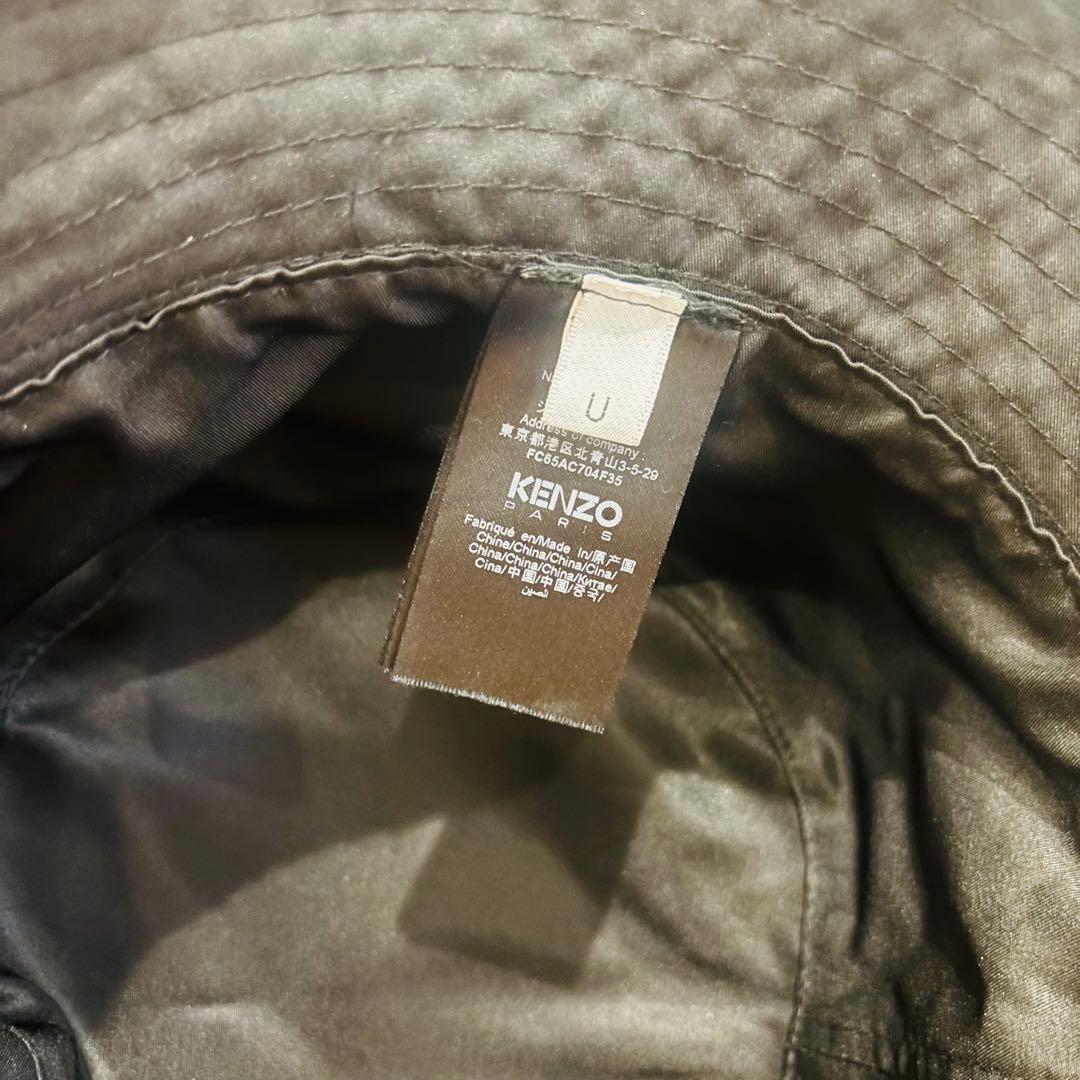 U
Address of company :
東京都港区北青山3-5-29
FC65AC704F35
KENZO
PARIS
Fabriqué en/Made in/原产国
Chine/China/China/Cina/
China/China/China/Китае/
Cina/中国/中国/중국/
الصين